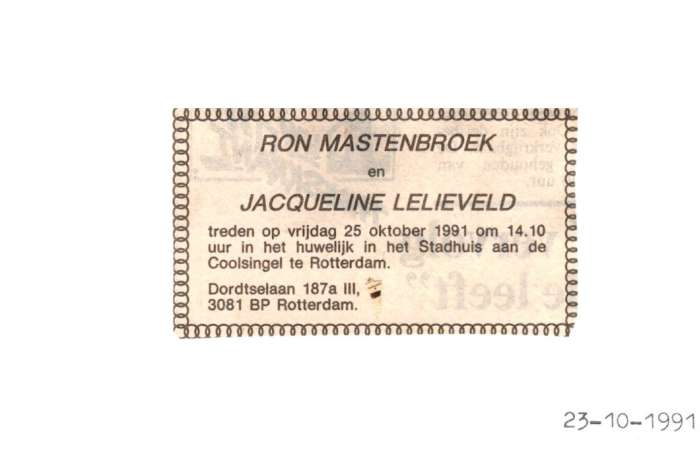 RON MASTENBROEK
en
JACQUELINE LELIEVELD
treden op vrijdag 25 oktober 1991 om 14.10
uur in het huwelijk in het Stadhuis aan de
Coolsingel te Rotterdam.
Dordtselaan 187a III,
3081 BP Rotterdam.
23-10-1991